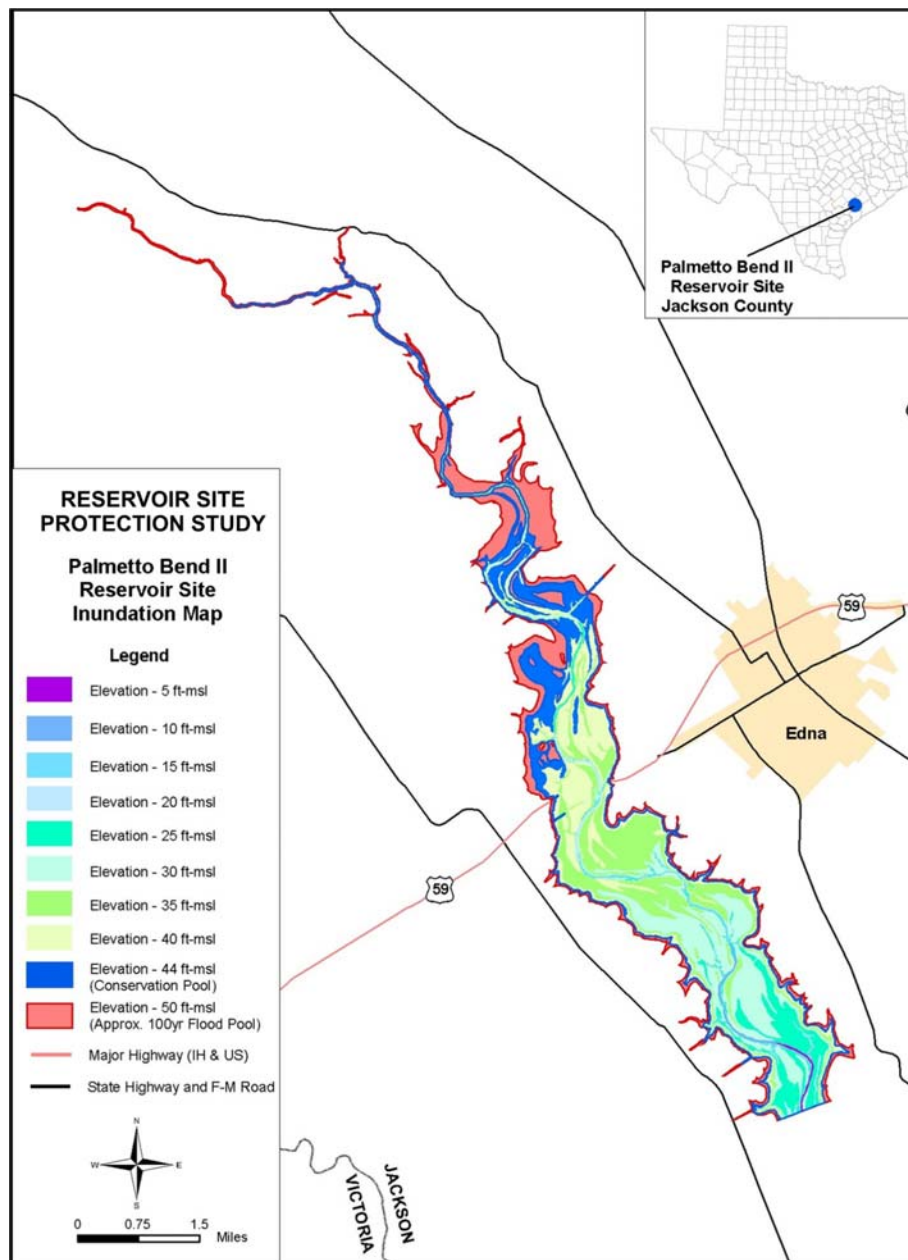 Palmetto Bend II
Reservoir Site
Jackson County
RESERVOIR SITE
PROTECTION STUDY
Palmetto Bend II
Reservoir Site
Inundation Map
Legend
Elevation - 5 ft-msl
Elevation - 10 ft-msl
Elevation - 15 ft-msl
Elevation - 20 ft-msl
Elevation - 25 ft-msl
Elevation - 30 ft-msl
Elevation - 35 ft-msl
Elevation - 40 ft-msl
Elevation - 44 ft-msl
(Conservation Pool)
Elevation - 50 ft-msl
(Approx. 100yr Flood Pool)
Major Highway (IH & US)
State Highway and F-M Road
N
W E
S
0 0.75 1.5
Miles
59
Edna
59
JACKSON
VICTORIA